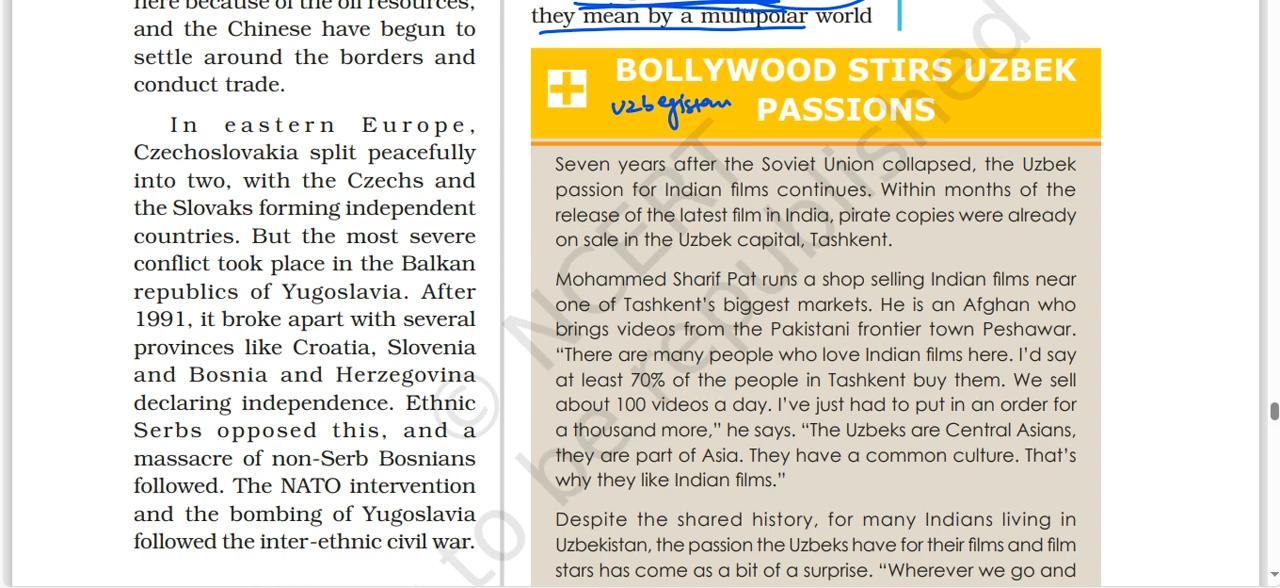 here because of the oil resources,
and the Chinese have begun to
settle around the borders and
conduct trade.
In eastern Europe,
Czechoslovakia split peacefully
into two, with the Czechs and
the Slovaks forming independent
countries. But the most severe
conflict took place in the Balkan
republics of Yugoslavia. After
1991, it broke apart with several
provinces like Croatia, Slovenia
and Bosnia and Herzegovina
declaring independence. Ethnic
Serbs opposed this, and a
massacre of non-Serb Bosnians
followed. The NATO intervention
and the bombing of Yugoslavia
followed the inter-ethnic civil war.
they mean by a multipolar world
BOLLYWOOD STIRS UZBEK
uzbegistan
PASSIONS
Seven years after the Soviet Union collapsed, the Uzbek
passion for Indian films continues. Within months of the
release of the latest film in India, pirate copies were already
on sale in the Uzbek capital, Tashkent.
Mohammed Sharif Pat runs a shop selling Indian films near
one of Tashkent's biggest markets. He is an Afghan who
brings videos from the Pakistani frontier town Peshawar.
“There are many people who love Indian films here. I'd say
at least 70% of the people in Tashkent buy them. We sell
about 100 videos a day. I've just had to put in an order for
a thousand more,” he says. “The Uzbeks are Central Asians,
they are part of Asia. They have a common culture. That's
why they like Indian films.”
Despite the shared history, for many Indians living in
Uzbekistan, the passion the Uzbeks have for their films and film
stars has come as a bit of a surprise. “Wherever we go and
© NCERT
to be republished